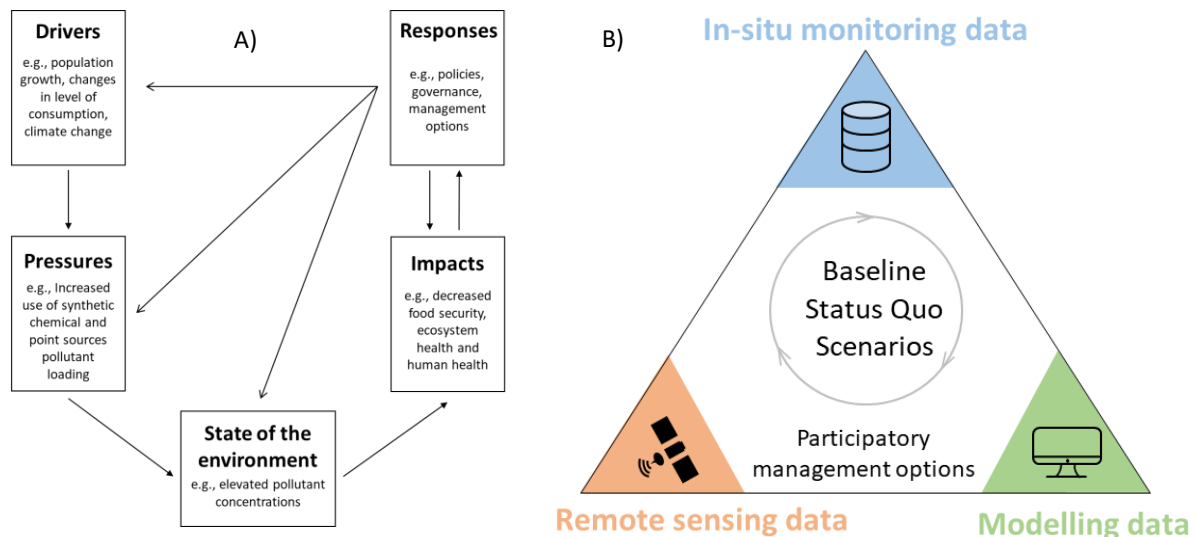 A)
Drivers
e.g., population
growth, changes
in level of
consumption,
climate change
Responses
e.g., policies,
governance,
management
options
Pressures
e.g., Increased
use of synthetic
chemical and
point sources
pollutant
loading
Impacts
e.g., decreased
food security,
ecosystem
health and
human health
State of the
environment
e.g., elevated pollutant
concentrations
B)
In-situ monitoring data
Baseline
Status Quo
Scenarios
Participatory
management options
Remote sensing data
Modelling data